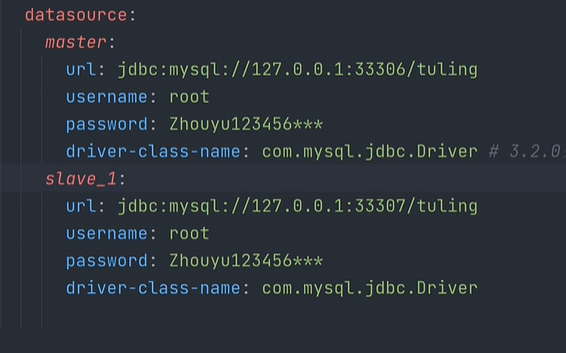 datasource:
master:
url: jdbc:mysql://127.0.0.1:33306/tuling
username: root
password: Zhouyu123456***
driver-class-name: com.mysql.jdbc.Driver # 3.2.0
slave_1:
url: jdbc:mysql://127.0.0.1:33307/tuling
username: root
password: Zhouyu123456***
driver-class-name: com.mysql.jdbc.Driver